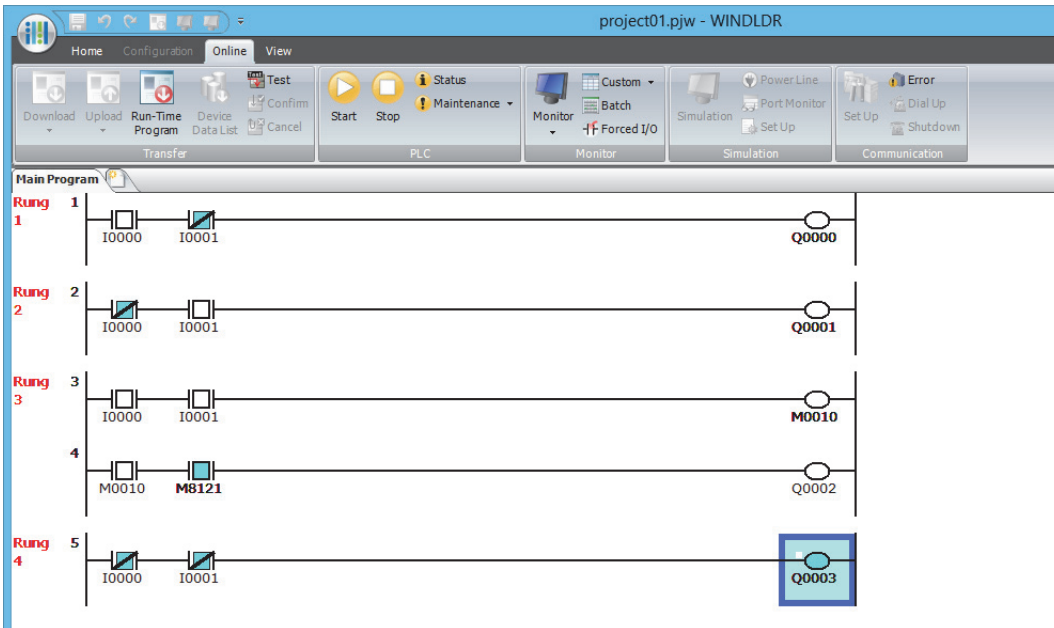 project01.pjw - WINDLDR
Home Configuration Online View
Download Upload Run-Time Program Device Data List Test Confirm Cancel
Transfer
Start Stop Status Maintenance
PLC
Monitor Custom Batch Forced I/O
Monitor
Simulation Power Line Port Monitor Set Up
Simulation
Set Up Error Dial Up Shutdown
Communication
Main Program
Rung 1 1
I0000 I0001 Q0000
Rung 2 2
I0000 I0001 Q0001
Rung 3 3
I0000 I0001 M0010
4
M0010 M8121 Q0002
Rung 4 5
I0000 I0001 Q0003